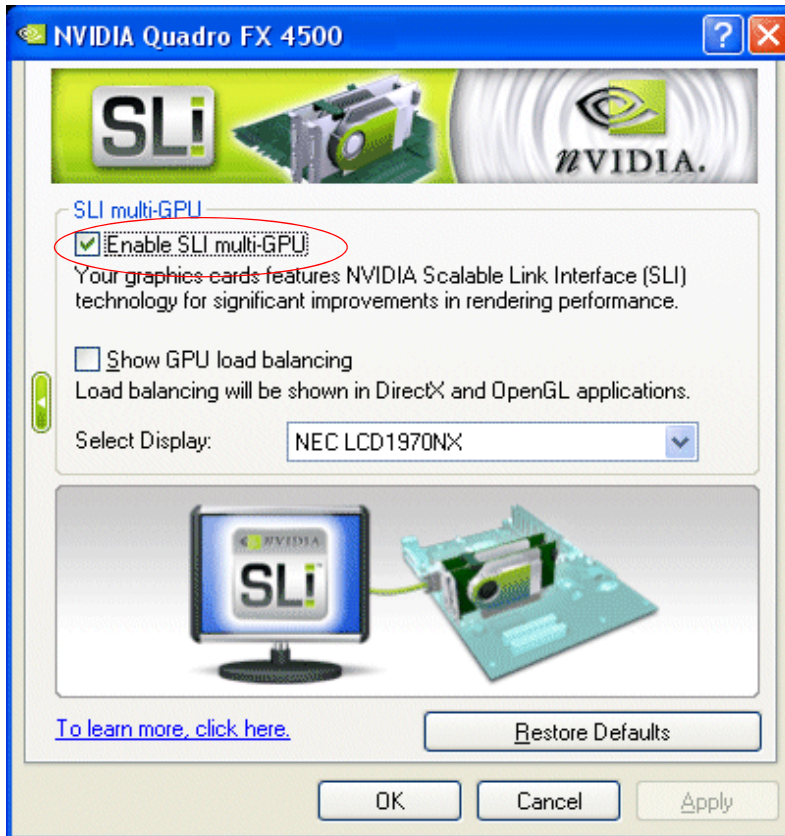 NVIDIA Quadro FX 4500
SLi
nVIDIA.
SLI multi-GPU
Enable SLI multi-GPU
Your graphics cards features NVIDIA Scalable Link Interface (SLI)
technology for significant improvements in rendering performance.
Show GPU load balancing
Load balancing will be shown in DirectX and OpenGL applications.
Select Display:
NEC LCD1970NX
NVIDIA
SLi
To learn more, click here.
Restore Defaults
OK
Cancel
Apply